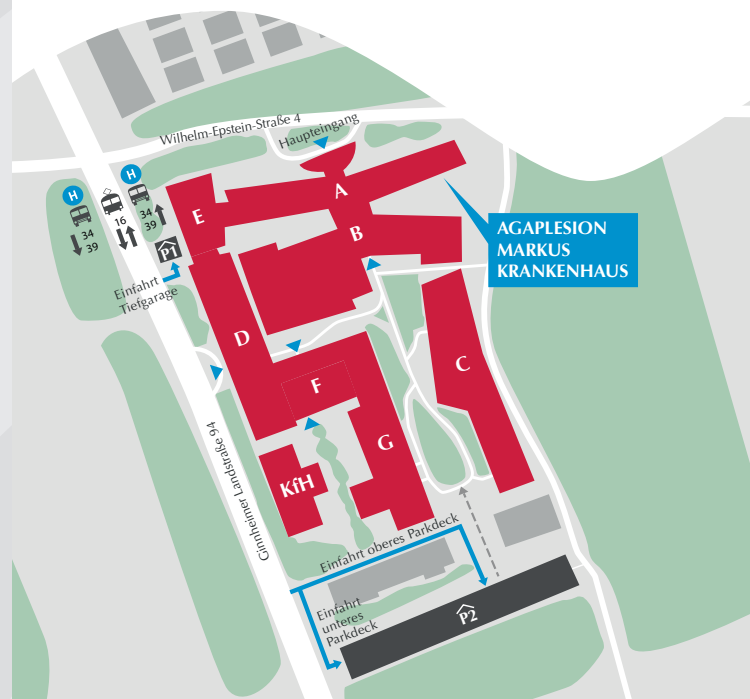 Wilhelm-Epstein-Straße 4
Haupteingang
H
H
34
39
16
34
39
P1
Einfahrt
Tiefgarage
A
B
E
D
F
C
G
KfH
AGAPLESION
MARKUS
KRANKENHAUS
Ginnheimer Landstraße 94
Einfahrt oberes Parkdeck
Einfahrt
unteres
Parkdeck
P2